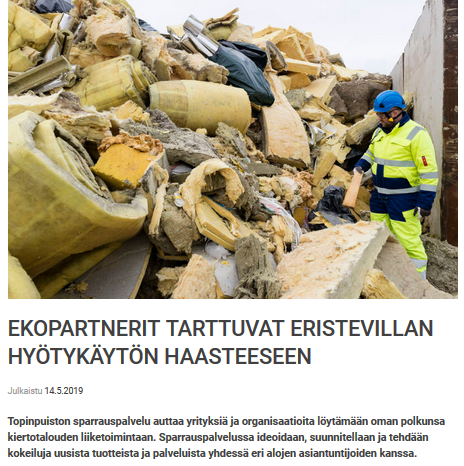 EKOPARTNERIT TARTTUVAT ERISTEVILLAN
HYÖTYKÄYTÖN HAASTEESEEN
Julkaistu 14.5.2019
Topinpuiston sparrauspalvelu auttaa yrityksiä ja organisaatioita löytämään oman polkunsa
kiertotalouden liiketoimintaan. Sparrauspalvelussa ideoidaan, suunnitellaan ja tehdään
kokeiluja uusista tuotteista ja palveluista yhdessä eri alojen asiantuntijoiden kanssa.